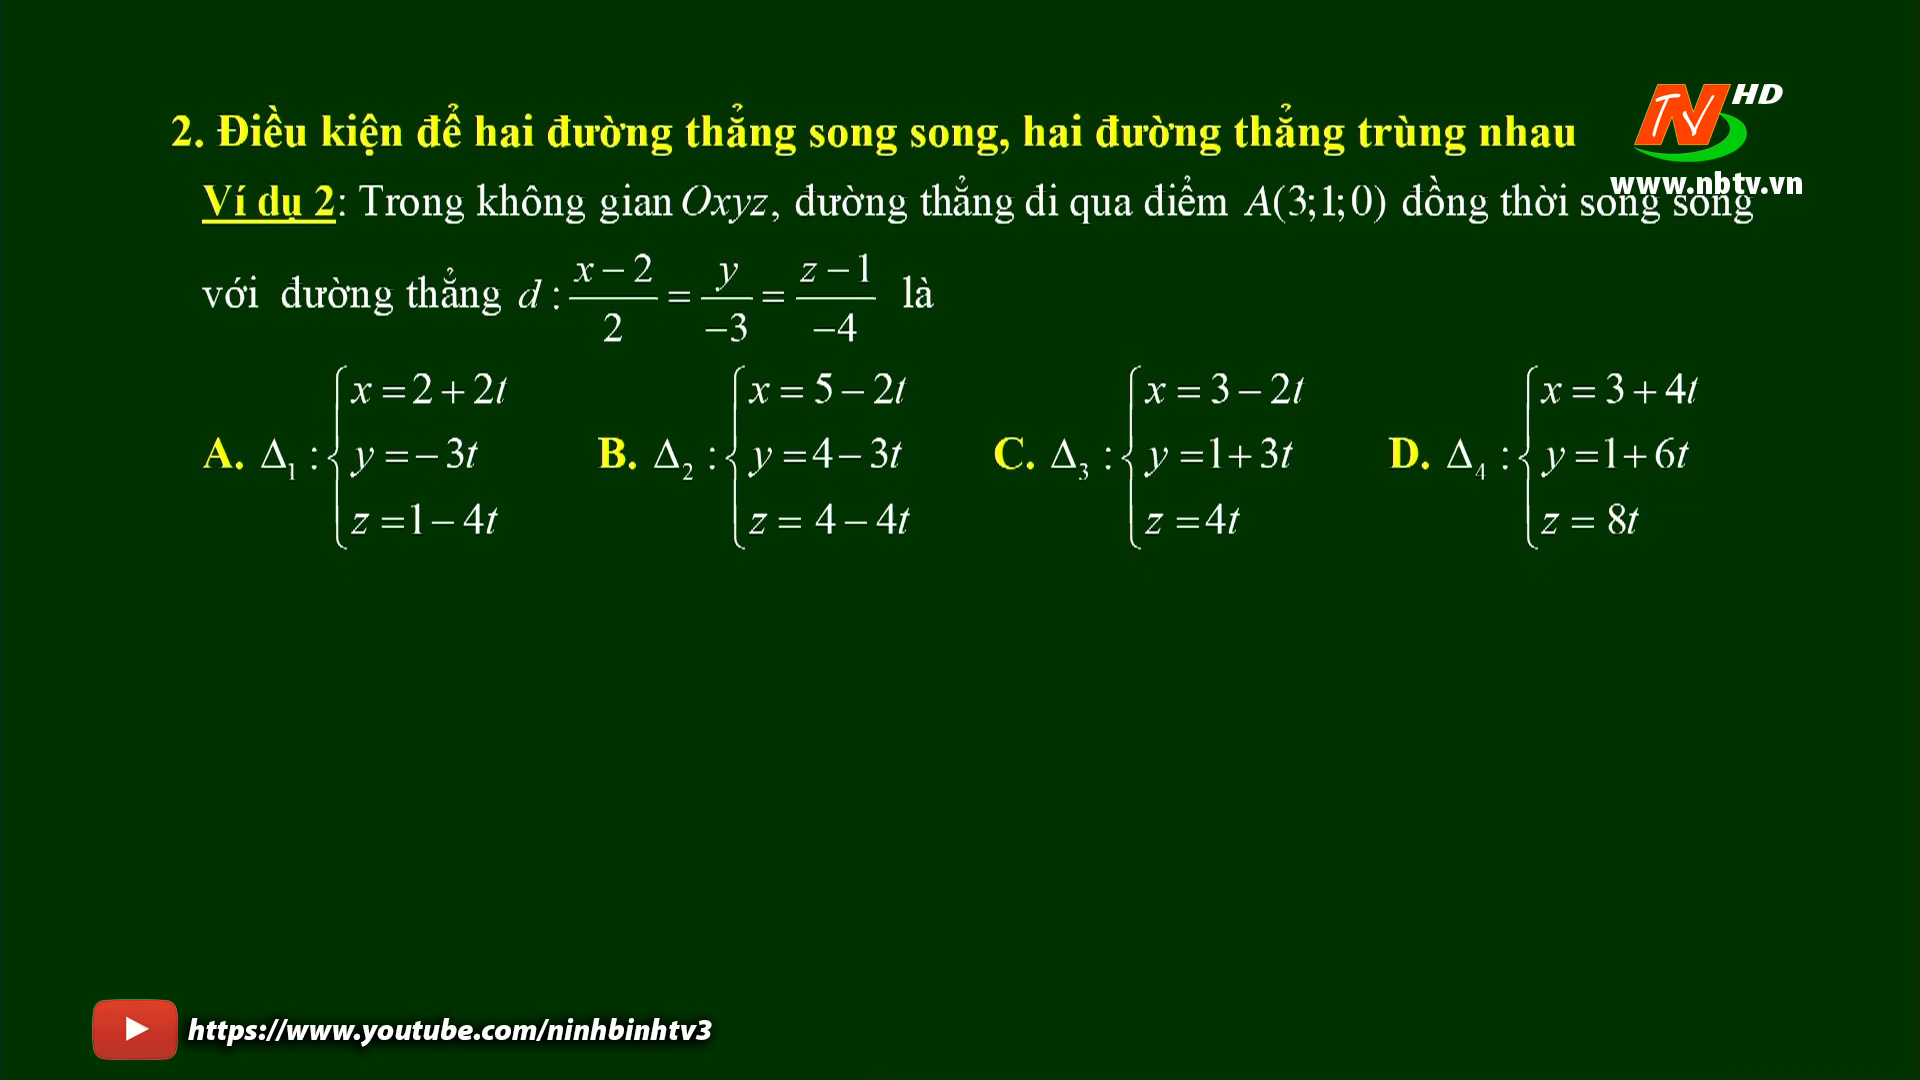 NTV HD
2. Điều kiện để hai đường thẳng song song, hai đường thẳng trùng nhau
www.nbtv.vn
Ví dụ 2: Trong không gian Oxyz, đường thẳng đi qua điểm A(3;1;0) đồng thời song song
với đường thẳng d : (x − 2)/2 = y/−3 = (z − 1)/−4 là
A. Δ₁ : { x = 2 + 2t y = − 3t z = 1 − 4t B. Δ₂ : { x = 5 − 2t y = 4 − 3t z = 4 − 4t C. Δ₃ : { x = 3 − 2t y = 1 + 3t z = 4t D. Δ₄ : { x = 3 + 4t y = 1 + 6t z = 8t
https://www.youtube.com/ninhbinhtv3